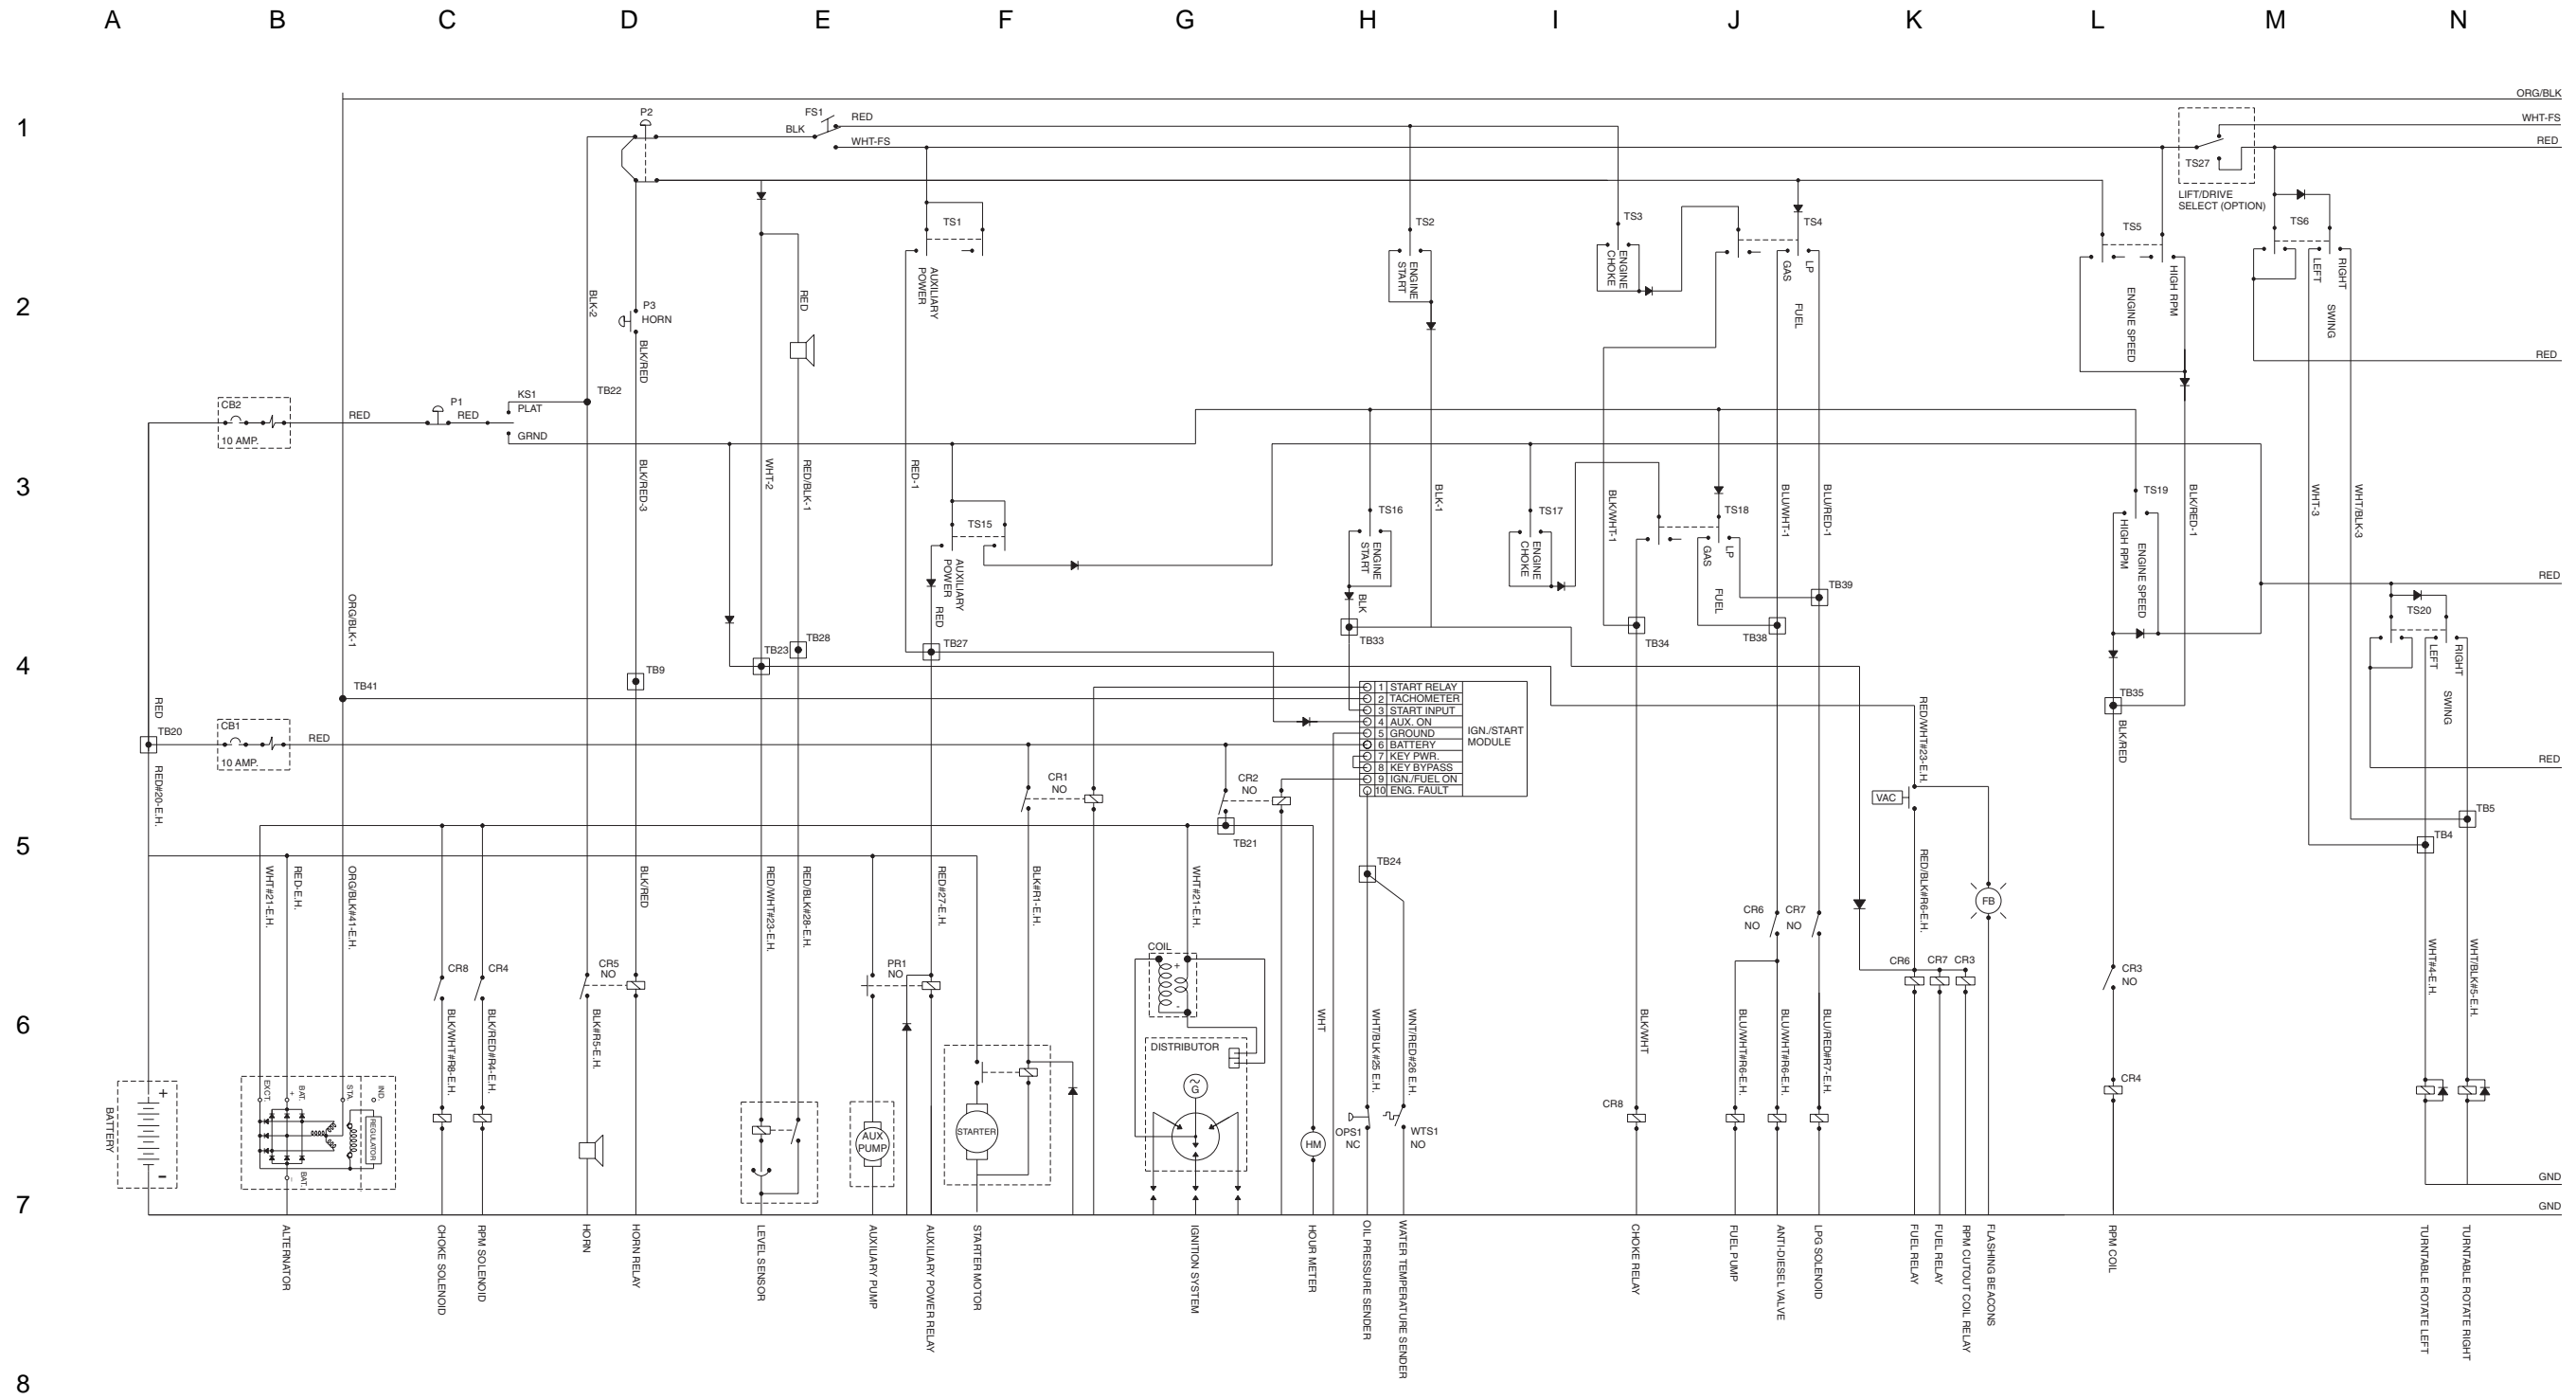 A B C D E F G H I J K L M N
1
2
3
4
5
6
7
8
ORG/BLK
WHT-FS
RED
P2
FS1
BLK
RED
WHT-FS
TS27
LIFT/DRIVE
SELECT (OPTION)
TS1
AUXILIARY
POWER
TS2
ENGINE
START
TS3
ENGINE
CHOKE
TS4
GAS
LP
FUEL
TS5
HIGH RPM
ENGINE SPEED
TS6
LEFT
RIGHT
SWING
RED
BLK-2
P3
HORN
BLK/RED
RED
CB2
10 AMP.
RED
P1
RED
KS1
PLAT
GRND
TB22
BLK/RED-3
WHT-2
RED/BLK-1
RED-1
TS15
AUXILIARY
POWER
RED
TS16
ENGINE
START
BLK
BLK-1
TS17
ENGINE
CHOKE
BLK/WHT-1
TS18
GAS
LP
FUEL
BLU/WHT-1
BLU/RED-1
TS19
HIGH RPM
ENGINE SPEED
BLK/RED-1
WHT-3
WHT/BLK-3
RED
TS20
LEFT
RIGHT
SWING
RED
ORG/BLK-1
TB41
TB9
TB23
TB28
TB27
TB33
TB34
TB38
TB39
TB35
BLK/RED
RED
TB20
RED#20-E.H.
CB1
10 AMP.
RED
1 START RELAY
2 TACHOMETER
3 START INPUT
4 AUX. ON
5 GROUND
6 BATTERY
7 KEY PWR.
8 KEY BYPASS
9 IGN./FUEL ON
10 ENG. FAULT
IGN./START
MODULE
CR1
NO
CR2
NO
TB21
TB24
RED/WHT#23-E.H.
VAC
RED/BLK#R6-E.H.
FB
TB5
TB4
WHT#21-E.H.
RED-E.H.
ORG/BLK#41-E.H.
BLK/RED
RED/WHT#23-E.H.
RED/BLK#28-E.H.
RED#27-E.H.
BLK#R1-E.H.
WHT#21-E.H.
CR8
CR4
BLK/WHT#R8-E.H.
BLK/RED#R4-E.H.
CR5
NO
BLK#R5-E.H.
PR1
NO
COIL
+
-
DISTRIBUTOR
G
WHT
WHT/BLK#25 E.H.
WNT/RED#26 E.H.
OPS1
NC
WTS1
NO
HM
CR6
NO
CR7
NO
BLK/WHT
CR8
BLU/WHT#R6-E.H.
BLU/WHT#R6-E.H.
BLU/RED#R7-E.H.
CR6
CR7
CR3
CR3
NO
CR4
WHT#4-E.H.
WHT/BLK#5-E.H.
+
-
BATTERY
EXCT.
BAT.
+
STA
IND.
REGULATOR
BAT.
-
AUX
PUMP
STARTER
GND
GND
ALTERNATOR
CHOKE SOLENOID
RPM SOLENOID
HORN
HORN RELAY
LEVEL SENSOR
AUXILIARY PUMP
AUXILIARY POWER RELAY
STARTER MOTOR
IGNITION SYSTEM
HOUR METER
OIL PRESSURE SENDER
WATER TEMPERATURE SENDER
CHOKE RELAY
FUEL PUMP
ANTI-DIESEL VALVE
LPG SOLENOID
FUEL RELAY
FUEL RELAY
RPM CUTOUT COIL RELAY
FLASHING BEACONS
RPM COIL
TURNTABLE ROTATE LEFT
TURNTABLE ROTATE RIGHT